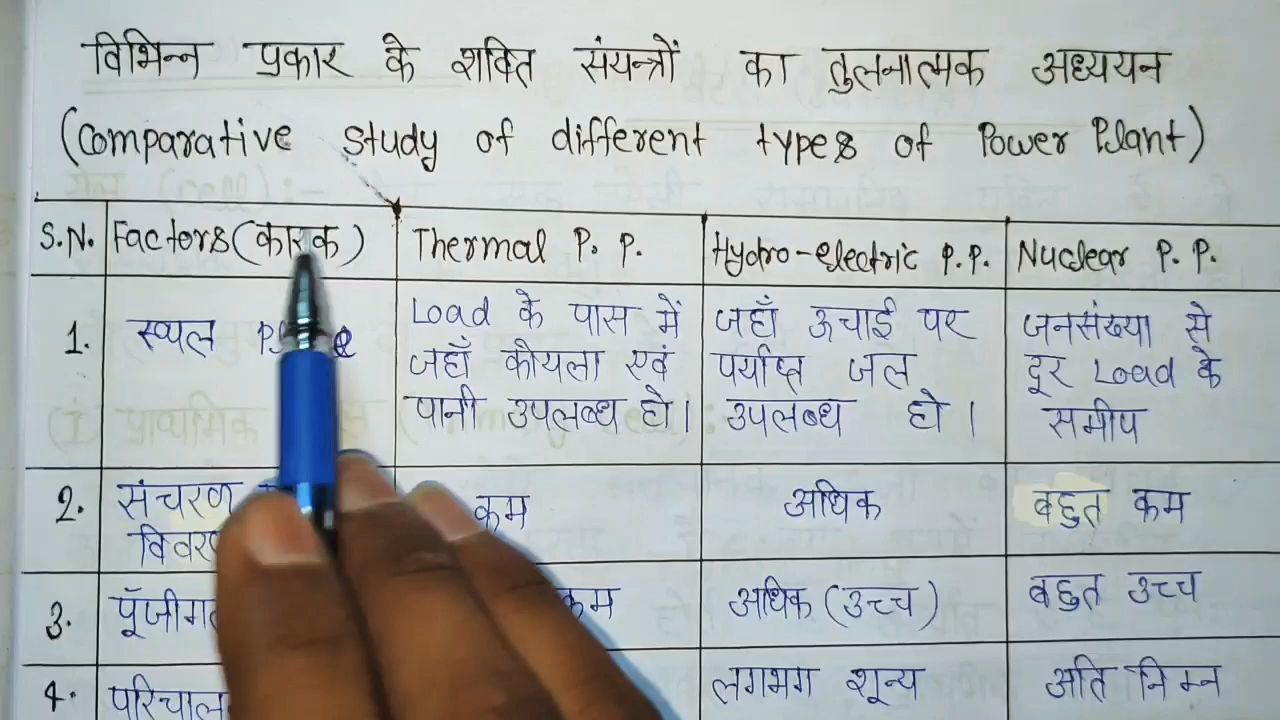 विभिन्न प्रकार के शक्ति संयन्त्रों का तुलनात्मक अध्ययन
(Comparative study of different types of Power Plant)
S.N. Factors (कारक) Thermal P. P. Hydro-electric P.P. Nuclear P. P.
1. स्थल
Load के पास में
जहाँ कोयला एवं
पानी उपलब्ध हो।
जहाँ ऊचाई पर
पर्याप्त जल
उपलब्ध हो।
जनसंख्या से
दूर Load के
समीप
2. संचरण
कम अधिक बहुत कम
3. अधिक (उच्च) बहुत उच्च
4. लगभग शून्य अति निम्न